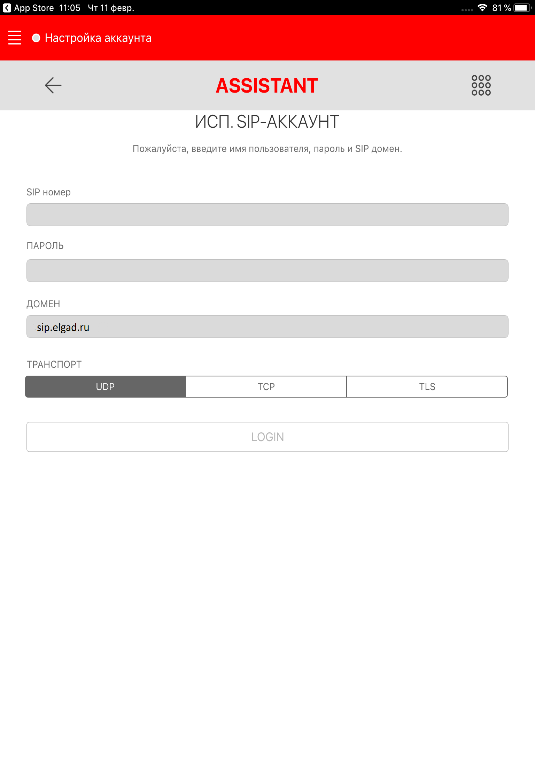 App Store 11:05 Чт 11 февр. 81 %
Настройка аккаунта
ASSISTANT
ИСП. SIP-АККАУНТ
Пожалуйста, введите имя пользователя, пароль и SIP домен.
SIP номер
ПАРОЛЬ
ДОМЕН
sip.elgad.ru
ТРАНСПОРТ
UDP TCP TLS
LOGIN